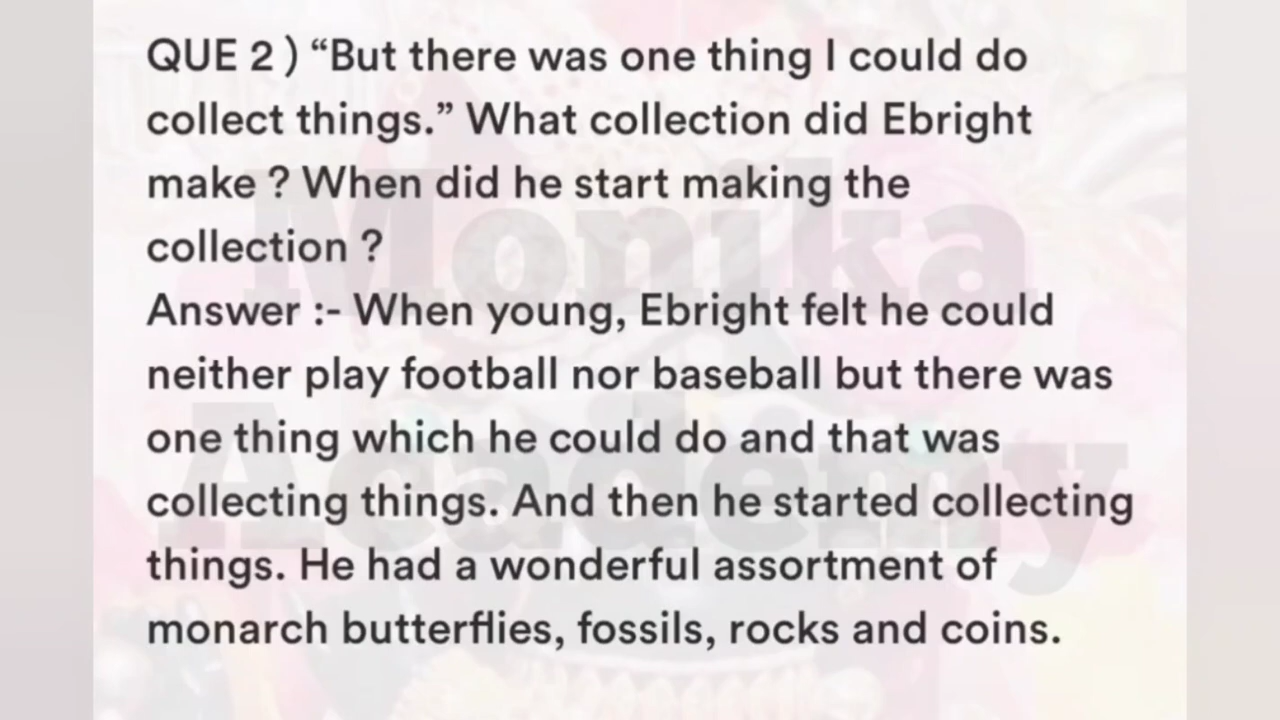 QUE 2 ) “But there was one thing I could do
collect things.” What collection did Ebright
make ? When did he start making the
collection ?
Answer :- When young, Ebright felt he could
neither play football nor baseball but there was
one thing which he could do and that was
collecting things. And then he started collecting
things. He had a wonderful assortment of
monarch butterflies, fossils, rocks and coins.
Monika
Academy